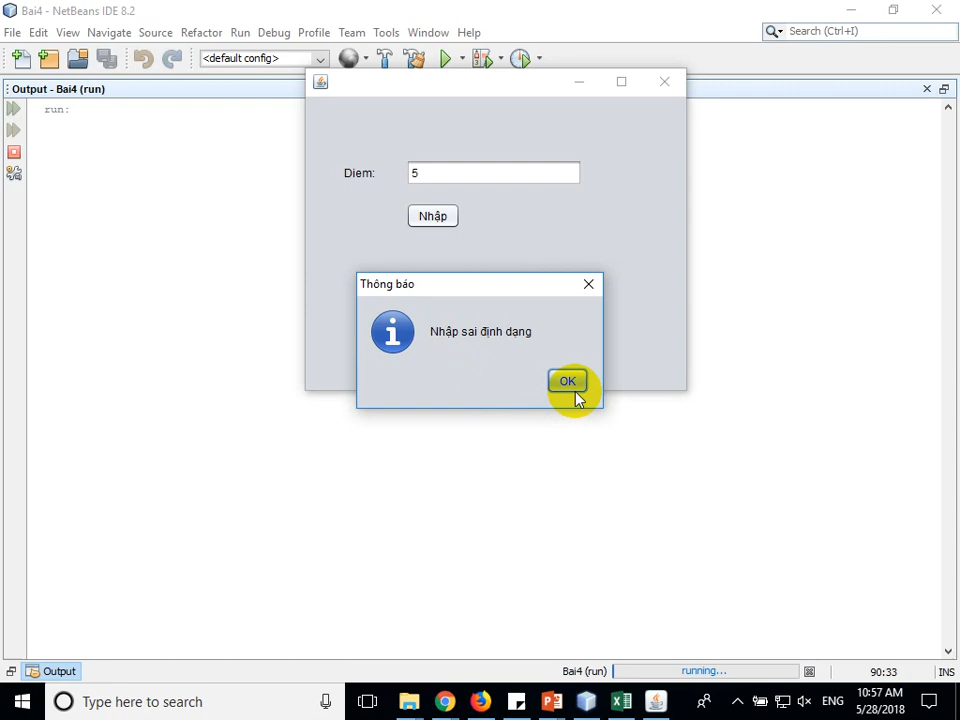 Bai4 - NetBeans IDE 8.2
File Edit View Navigate Source Refactor Run Debug Profile Team Tools Window Help
Search (Ctrl+I)
<default config>
Output - Bai4 (run)
run:
Diem: 5
Nhập
Thông báo
Nhập sai định dạng
OK
Output
Bai4 (run) running... 90:33 INS
Type here to search
ENG
10:57 AM
5/28/2018